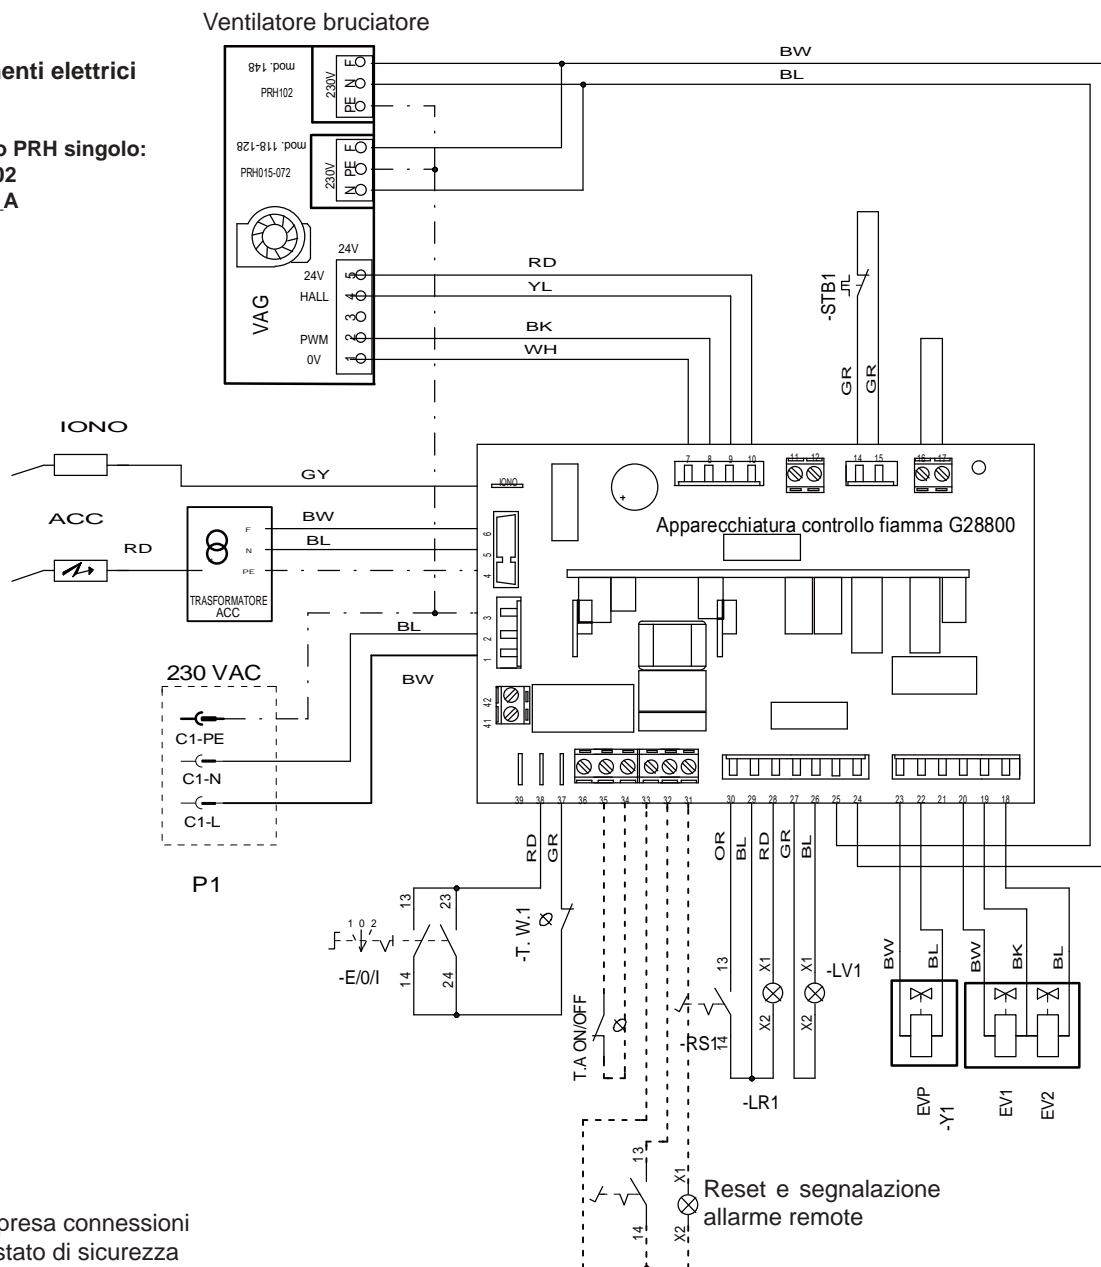 Ventilatore bruciatore
enti elettrici
o PRH singolo:
02
_A
mod. 148
PRH102
230V
F
N
PE
mod. 118-128
PRH015-072
230V
F
PE
N
VAG
24V
24V
HALL
PWM
0V
5
4
3
2
1
BW
BL
RD
YL
BK
WH
-STB1
GR
GR
IONO
GY
ACC
RD
F
N
PE
TRASFORMATORE
ACC
BW
BL
IONO
6
5
4
3
2
1
42
41
7
8
9
10
11
12
14
15
16
17
+
Apparecchiatura controllo fiamma G28800
BL
BW
230 VAC
C1-PE
C1-N
C1-L
P1
39
38
37
36
35
34
33
32
31
30
29
28
27
26
25
24
23
22
21
20
19
18
RD
GR
OR
BL
RD
GR
BL
13
23
1 0 2
14
24
-E/0/I
-T. W.1
T.A ON/OFF
13
14
-RS1
X1
X2
X1
X2
-LV1
-LR1
BW
BL
BW
BK
BL
EVP
-Y1
EV1
EV2
13
14
X1
X2
Reset e segnalazione
allarme remote
presa connessioni
stato di sicurezza